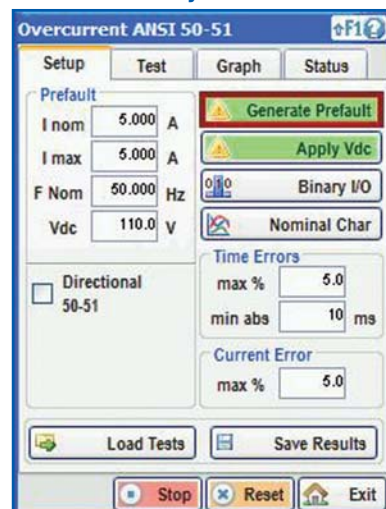 Overcurrent ANSI 50-51
F1
Setup Test Graph Status
Prefault
I nom 5.000 A
I max 5.000 A
F Nom 50.000 Hz
Vdc 110.0 V
Directional
50-51
Generate Prefault
Apply Vdc
Binary I/O
Nominal Char
Time Errors
max % 5.0
min abs 10 ms
Current Error
max % 5.0
Load Tests Save Results
Stop Reset Exit